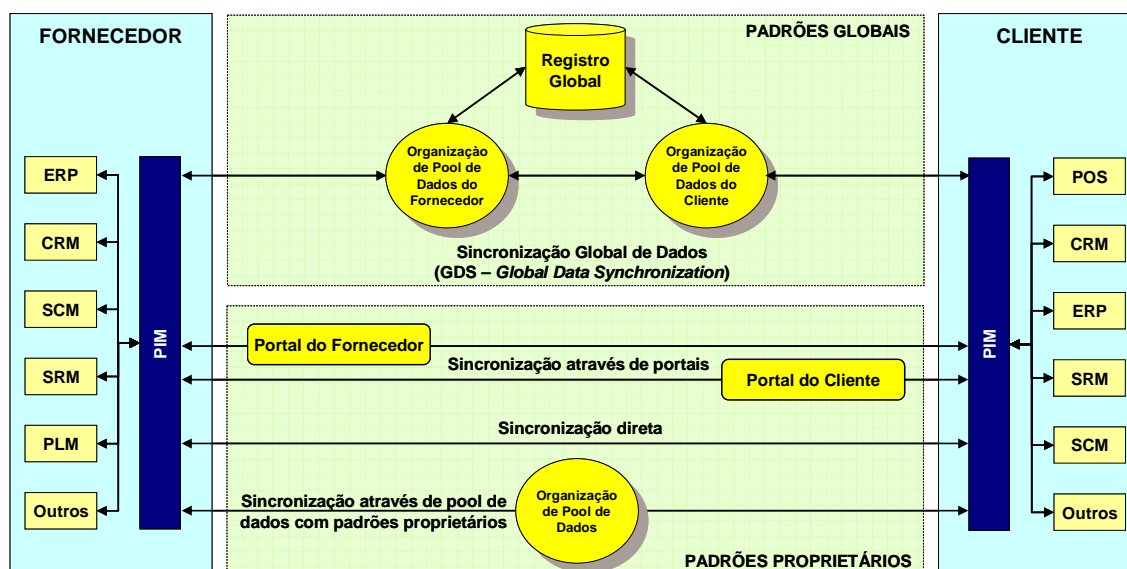 FORNECEDOR
ERP
CRM
SCM
SRM
PLM
Outros
PIM
PADRÕES GLOBAIS
Registro
Global
Organizaçào
de Pool de
Dados do
Fornecedor
Organização
de Pool de
Dados do
Cliente
Sincronização Global de Dados
(GDS – Global Data Synchronization)
Portal do Fornecedor
Sincronização através de portais
Portal do Cliente
Sincronização direta
Sincronização através de pool de
dados com padrões proprietários
Organização
de Pool de
Dados
PADRÕES PROPRIETÁRIOS
CLIENTE
PIM
POS
CRM
ERP
SRM
SCM
Outros